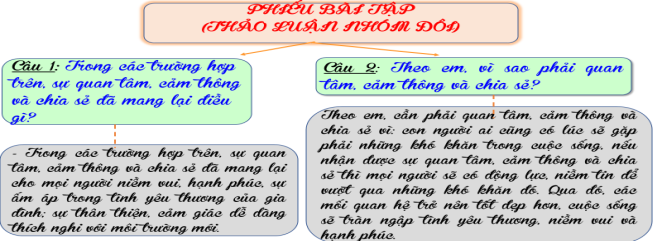 PHIẾU BÀI TẬP
(THẢO LUẬN NHÓM ĐÔI)
Câu 1: Trong các trường hợp
trên, sự quan tâm, cảm thông
và chia sẻ đã mang lại điều
gì?
Câu 2: Theo em, vì sao phải quan
tâm, cảm thông và chia sẻ?
- Trong các trường hợp trên, sự quan
tâm, cảm thông và chia sẻ đã mang lại
cho mọi người niềm vui, hạnh phúc, sự
ấm áp trong tình yêu thương của gia
đình; sự thân thiện, cảm giác dễ dàng
thích nghi với môi trường mới.
Theo em, cần phải quan tâm, cảm thông và
chia sẻ vì: con người ai cũng có lúc sẽ gặp
phải những khó khăn trong cuộc sống, nếu
nhận được sự quan tâm, cảm thông và chia
sẻ thì mọi người sẽ có động lực, niềm tin để
vượt qua những khó khăn đó. Qua đó, các
mối quan hệ trở nên tốt đẹp hơn, cuộc sống
sẽ tràn ngập tình yêu thương, niềm vui và
hạnh phúc.